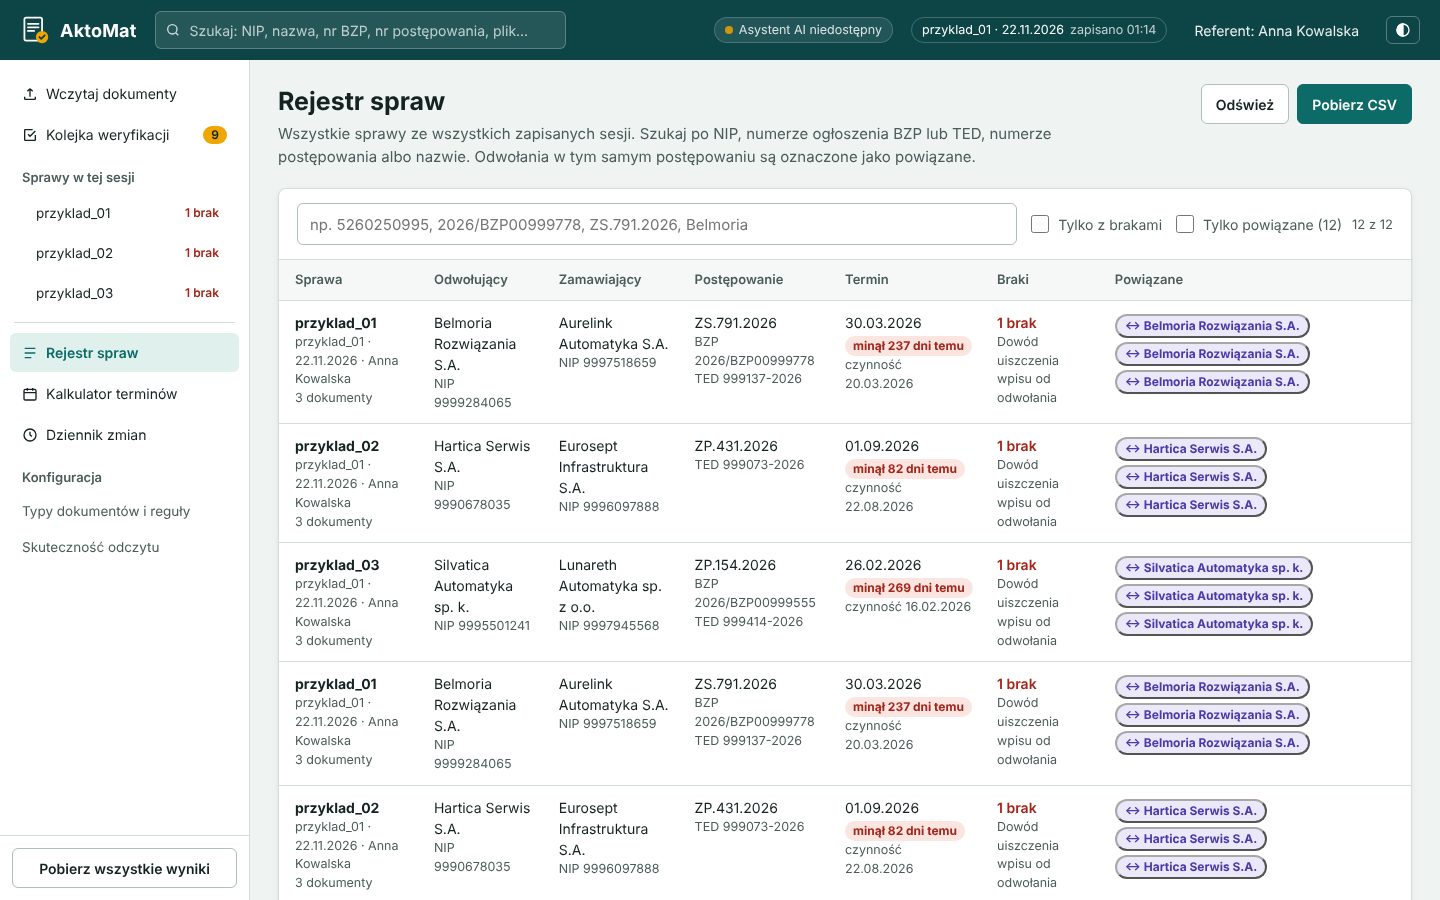 AktoMat
Szukaj: NIP, nazwa, nr BZP, nr postępowania, plik...
Asystent AI niedostępny
przyklad_01 · 22.11.2026 zapisano 01:14
Referent: Anna Kowalska
Wczytaj dokumenty
Kolejka weryfikacji 9
Sprawy w tej sesji
przyklad_01 1 brak
przyklad_02 1 brak
przyklad_03 1 brak
Rejestr spraw
Kalkulator terminów
Dziennik zmian
Konfiguracja
Typy dokumentów i reguły
Skuteczność odczytu
Pobierz wszystkie wyniki
Rejestr spraw
Wszystkie sprawy ze wszystkich zapisanych sesji. Szukaj po NIP, numerze ogłoszenia BZP lub TED, numerze
postępowania albo nazwie. Odwołania w tym samym postępowaniu są oznaczone jako powiązane.
Odśwież
Pobierz CSV
np. 5260250995, 2026/BZP00999778, ZS.791.2026, Belmoria
Tylko z brakami
Tylko powiązane (12)
12 z 12
Sprawa Odwołujący Zamawiający Postępowanie Termin Braki Powiązane
przyklad_01
przyklad_01 ·
22.11.2026 · Anna
Kowalska
3 dokumenty
Belmoria
Rozwiązania
S.A.
NIP
9999284065
Aurelink
Automatyka S.A.
NIP 9997518659
ZS.791.2026
BZP
2026/BZP00999778
TED 999137-2026
30.03.2026
minął 237 dni temu
czynność
20.03.2026
1 brak
Dowód
uiszczenia
wpisu od
odwołania
↔ Belmoria Rozwiązania S.A.
↔ Belmoria Rozwiązania S.A.
↔ Belmoria Rozwiązania S.A.
przyklad_02
przyklad_01 ·
22.11.2026 · Anna
Kowalska
3 dokumenty
Hartica Serwis
S.A.
NIP
9990678035
Eurosept
Infrastruktura
S.A.
NIP 9996097888
ZP.431.2026
TED 999073-2026
01.09.2026
minął 82 dni temu
czynność
22.08.2026
1 brak
Dowód
uiszczenia
wpisu od
odwołania
↔ Hartica Serwis S.A.
↔ Hartica Serwis S.A.
↔ Hartica Serwis S.A.
przyklad_03
przyklad_01 ·
22.11.2026 · Anna
Kowalska
3 dokumenty
Silvatica
Automatyka
sp. k.
NIP 9995501241
Lunareth
Automatyka sp.
z o.o.
NIP 9997945568
ZP.154.2026
BZP
2026/BZP00999555
TED 999414-2026
26.02.2026
minął 269 dni temu
czynność 16.02.2026
1 brak
Dowód
uiszczenia
wpisu od
odwołania
↔ Silvatica Automatyka sp. k.
↔ Silvatica Automatyka sp. k.
↔ Silvatica Automatyka sp. k.
przyklad_01
przyklad_01 ·
22.11.2026 · Anna
Kowalska
3 dokumenty
Belmoria
Rozwiązania
S.A.
NIP
9999284065
Aurelink
Automatyka S.A.
NIP 9997518659
ZS.791.2026
BZP
2026/BZP00999778
TED 999137-2026
30.03.2026
minął 237 dni temu
czynność
20.03.2026
1 brak
Dowód
uiszczenia
wpisu od
odwołania
↔ Belmoria Rozwiązania S.A.
↔ Belmoria Rozwiązania S.A.
↔ Belmoria Rozwiązania S.A.
przyklad_02
przyklad_01 ·
22.11.2026 · Anna
Kowalska
3 dokumenty
Hartica Serwis
S.A.
NIP
9990678035
Eurosept
Infrastruktura
S.A.
NIP 9996097888
ZP.431.2026
TED 999073-2026
01.09.2026
minął 82 dni temu
czynność
22.08.2026
1 brak
Dowód
uiszczenia
wpisu od
odwołania
↔ Hartica Serwis S.A.
↔ Hartica Serwis S.A.
↔ Hartica Serwis S.A.